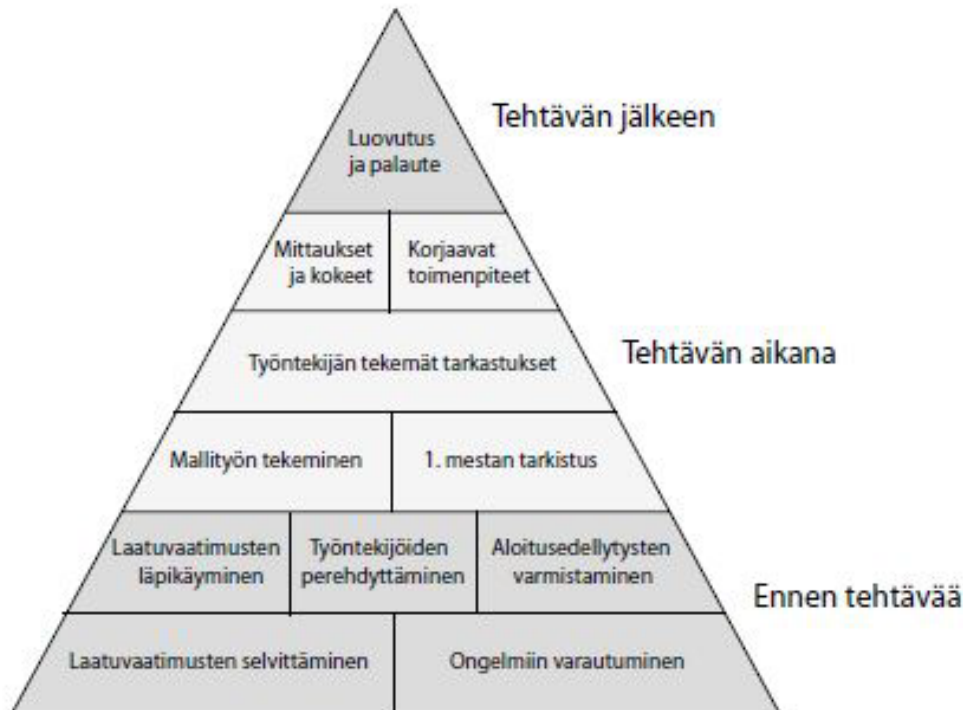 Tehtävän jälkeen
Luovutus
ja palaute
Mittaukset
ja kokeet
Korjaavat
toimenpiteet
Työntekijän tekemät tarkastukset
Tehtävän aikana
Mallityön tekeminen
1. mestan tarkistus
Laatuvaatimusten
läpikäyminen
Työntekijöiden
perehdyttäminen
Aloitusedellytysten
varmistaminen
Ennen tehtävää
Laatuvaatimusten selvittäminen
Ongelmiin varautuminen